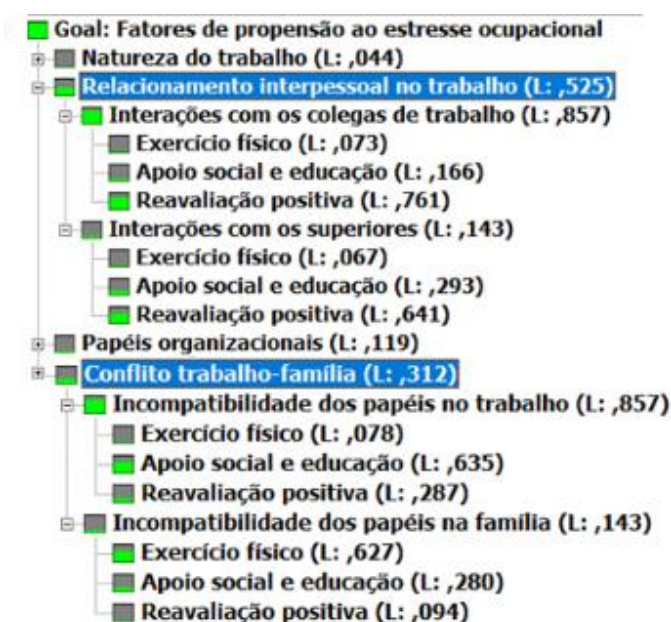 Goal: Fatores de propensão ao estresse ocupacional
Natureza do trabalho (L: ,044)
Relacionamento interpessoal no trabalho (L: ,525)
Interações com os colegas de trabalho (L: ,857)
Exercício físico (L: ,073)
Apoio social e educação (L: ,166)
Reavaliação positiva (L: ,761)
Interações com os superiores (L: ,143)
Exercício físico (L: ,067)
Apoio social e educação (L: ,293)
Reavaliação positiva (L: ,641)
Papéis organizacionais (L: ,119)
Conflito trabalho-família (L: ,312)
Incompatibilidade dos papéis no trabalho (L: ,857)
Exercício físico (L: ,078)
Apoio social e educação (L: ,635)
Reavaliação positiva (L: ,287)
Incompatibilidade dos papéis na família (L: ,143)
Exercício físico (L: ,627)
Apoio social e educação (L: ,280)
Reavaliação positiva (L: ,094)